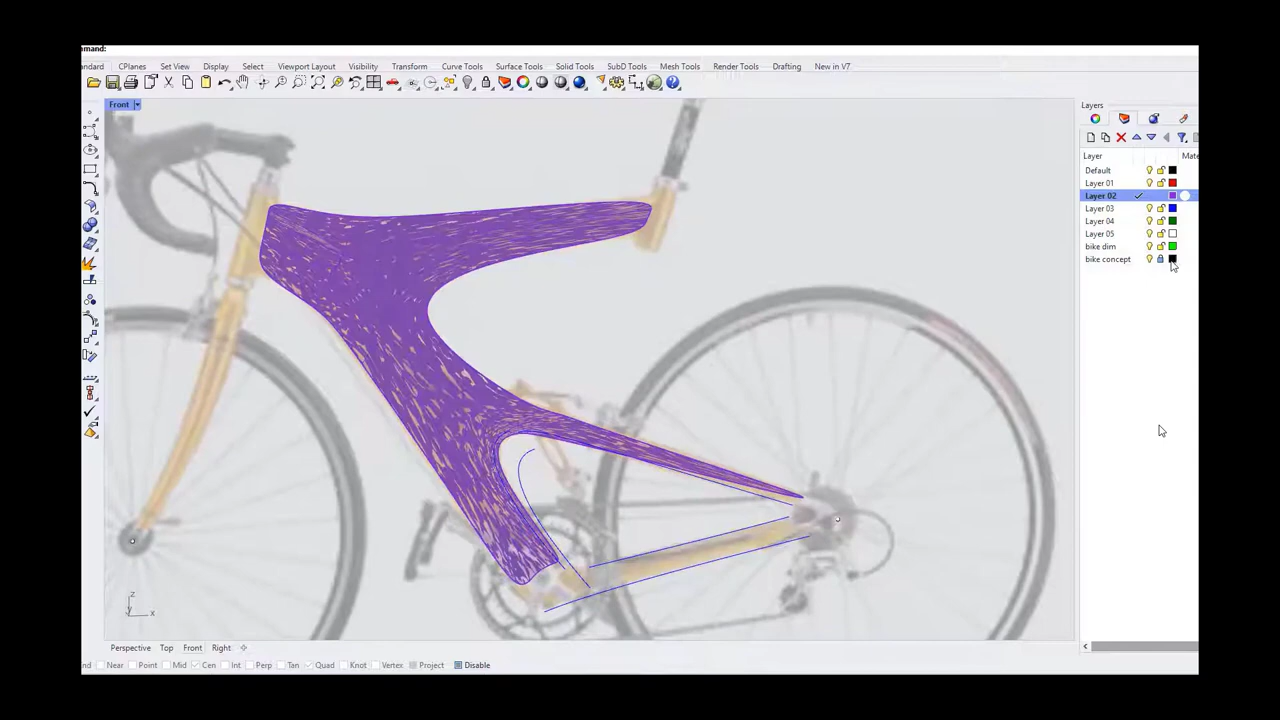 mmand:
andard CPlanes Set View Display Select Viewport Layout Visibility Transform Curve Tools Surface Tools Solid Tools SubD Tools Mesh Tools Render Tools Drafting New in V7
Front
Layers
Layer Mate
Default
Layer 01
Layer 02
Layer 03
Layer 04
Layer 05
bike dim
bike concept
z
y x
Perspective Top Front Right
nd Near Point Mid Cen Int Perp Tan Quad Knot Vertex Project Disable